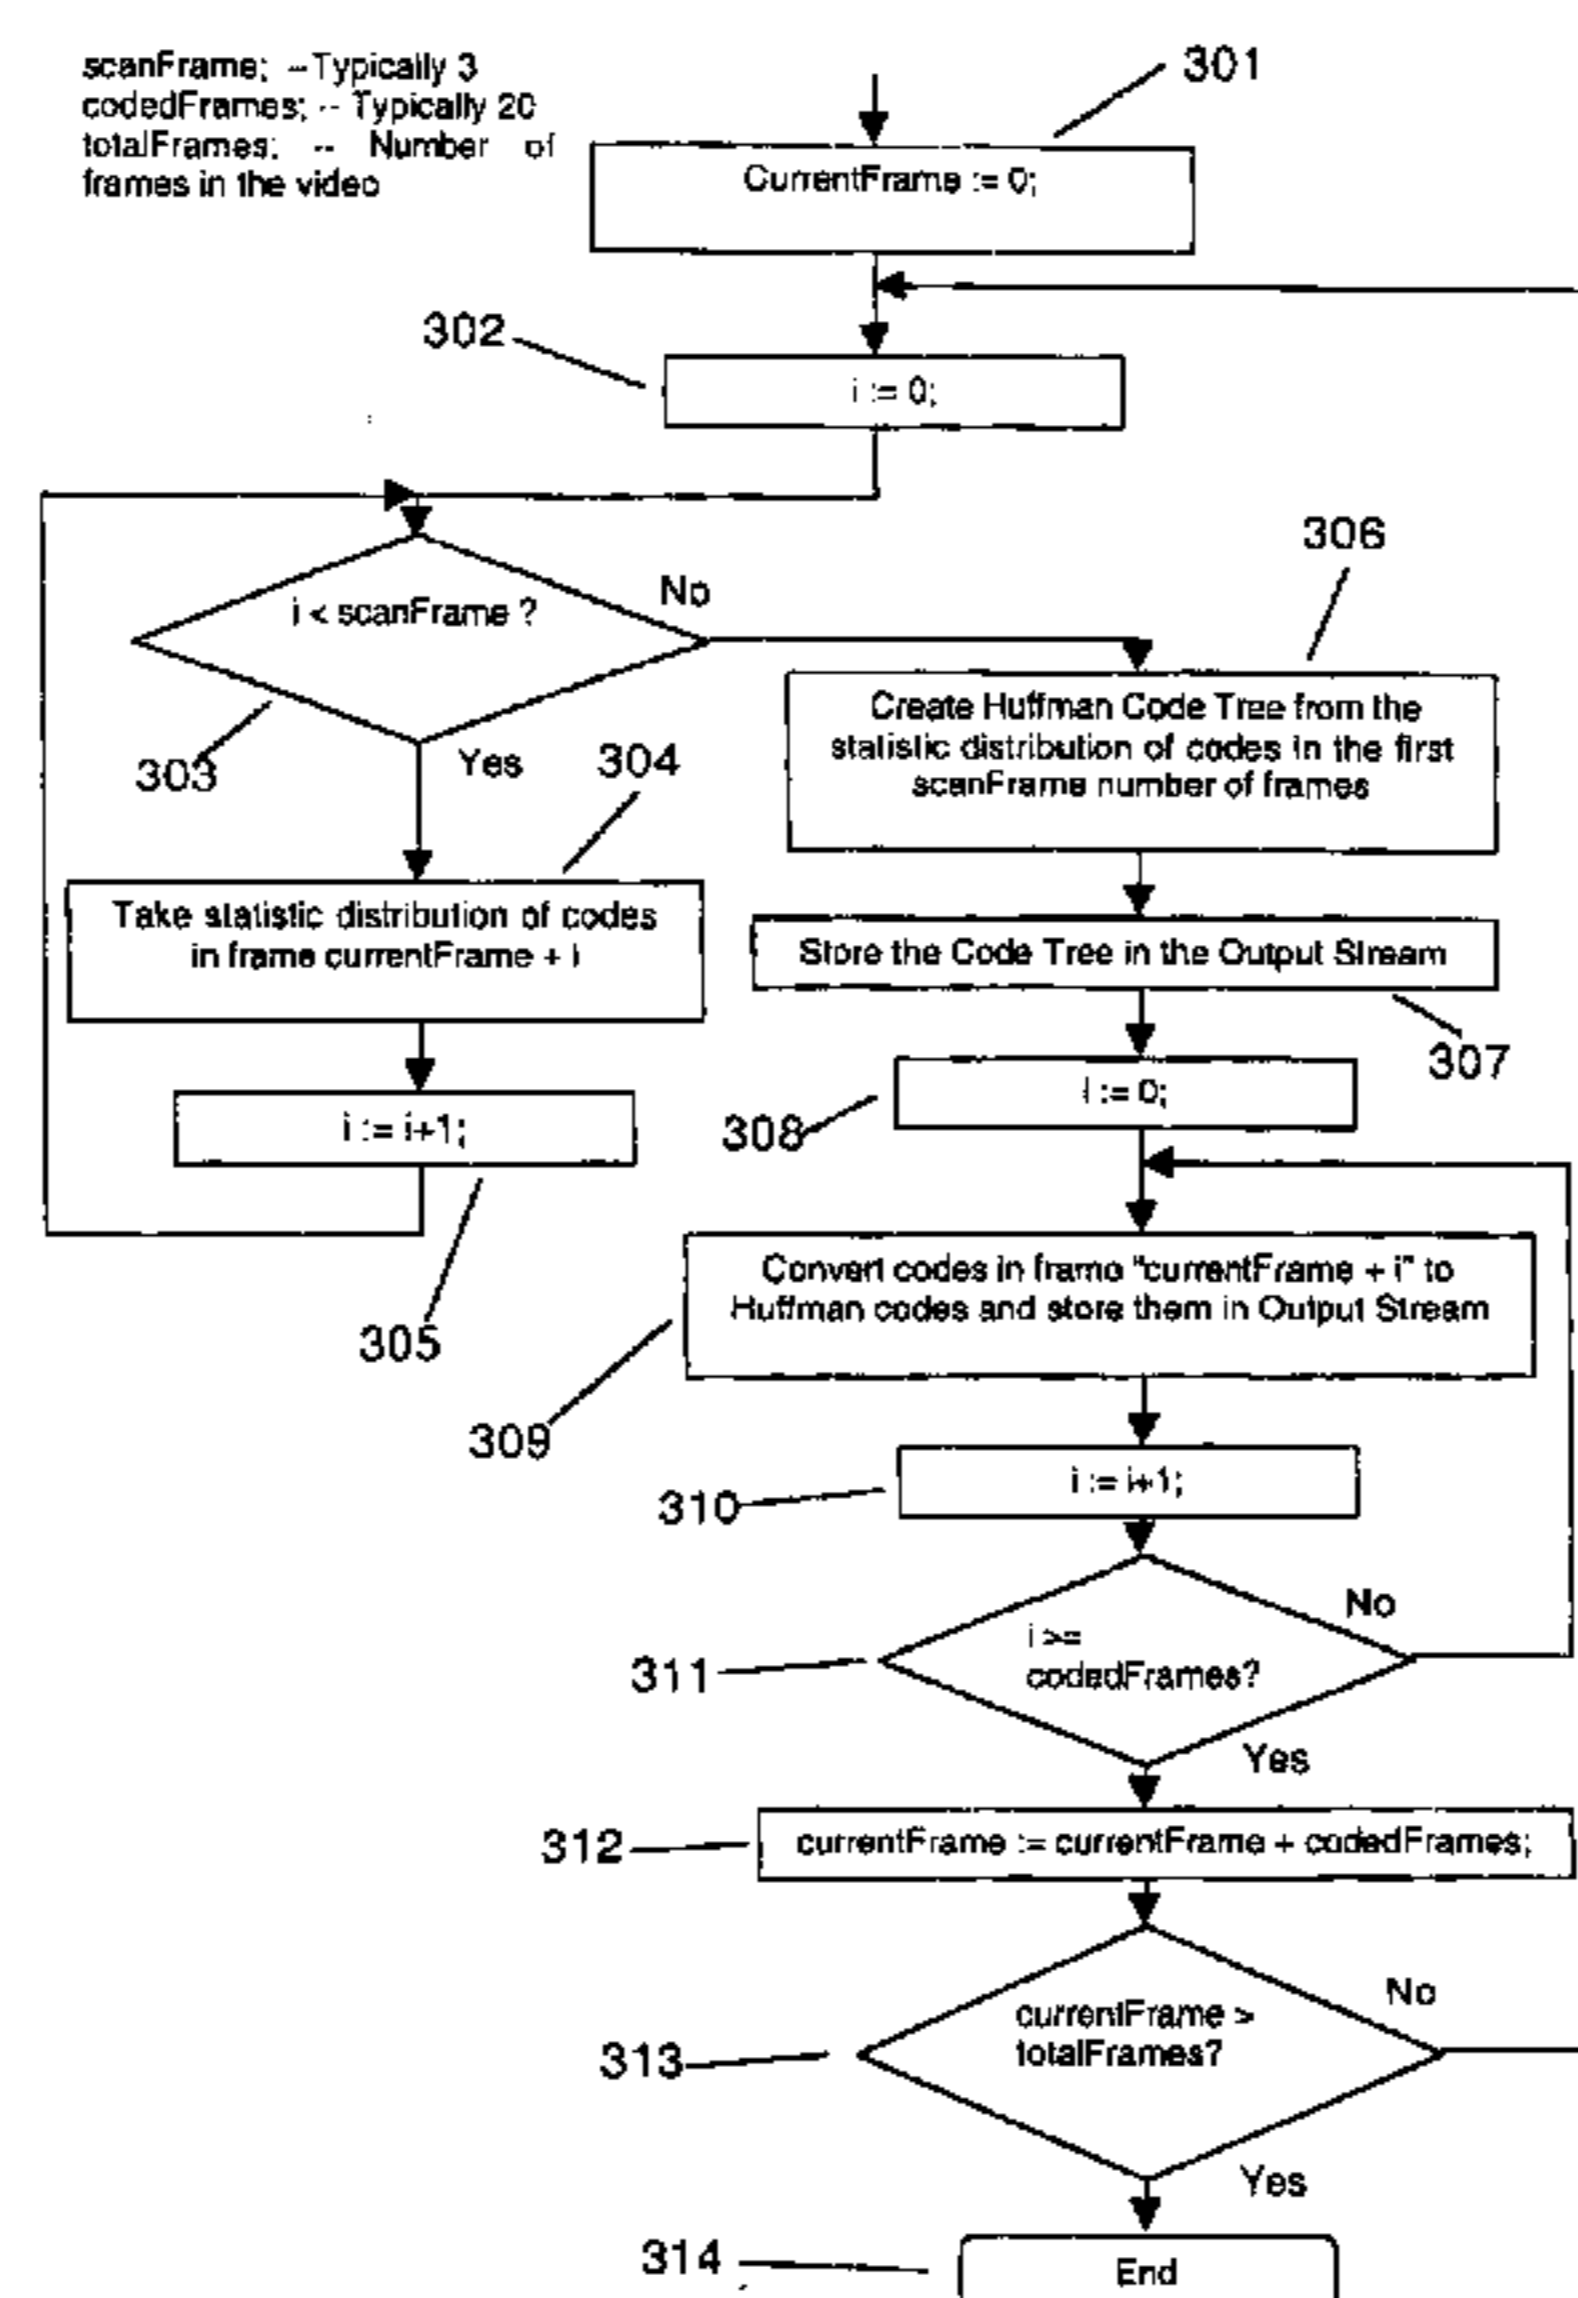 scanFrame; -- Typically 3
codedFrames; -- Typically 20
totalFrames; -- Number of
frames in the video
301
CurrentFrame := 0;
302
i := 0;
i < scanFrame ?
No
303
Yes
304
306
Create Huffman Code Tree from the
statistic distribution of codes in the first
scanFrame number of frames
Take statistic distribution of codes
in frame currentFrame + i
Store the Code Tree in the Output Stream
307
i := i+1;
305
308
i := 0;
Convert codes in frame "currentFrame + i" to
Huffman codes and store them in Output Stream
309
310
i := i+1;
311
i >=
codedFrames?
No
Yes
312
currentFrame := currentFrame + codedFrames;
313
currentFrame >
totalFrames?
No
Yes
314
End